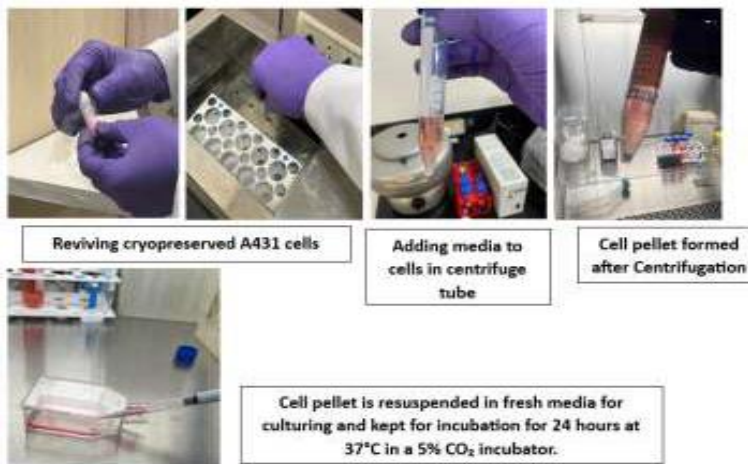 Reviving cryopreserved A431 cells
Adding media to
cells in centrifuge
tube
Cell pellet formed
after Centrifugation
Cell pellet is resuspended in fresh media for
culturing and kept for incubation for 24 hours at
37°C in a 5% CO₂ incubator.